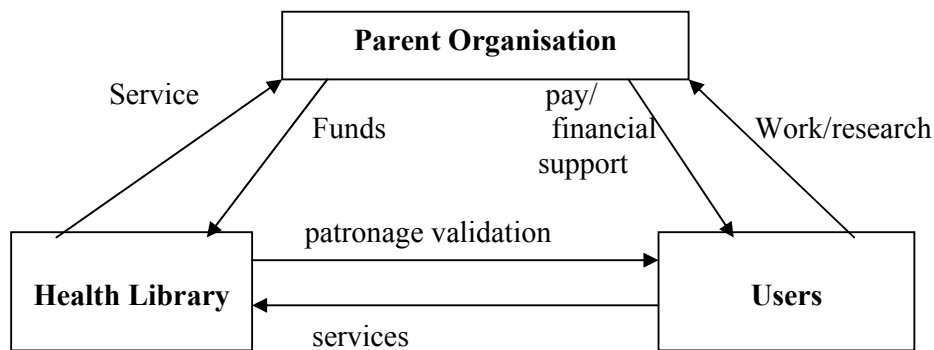 Parent Organisation
Service
Funds
pay/
financial
support
Work/research
patronage validation
Health Library
Users
services